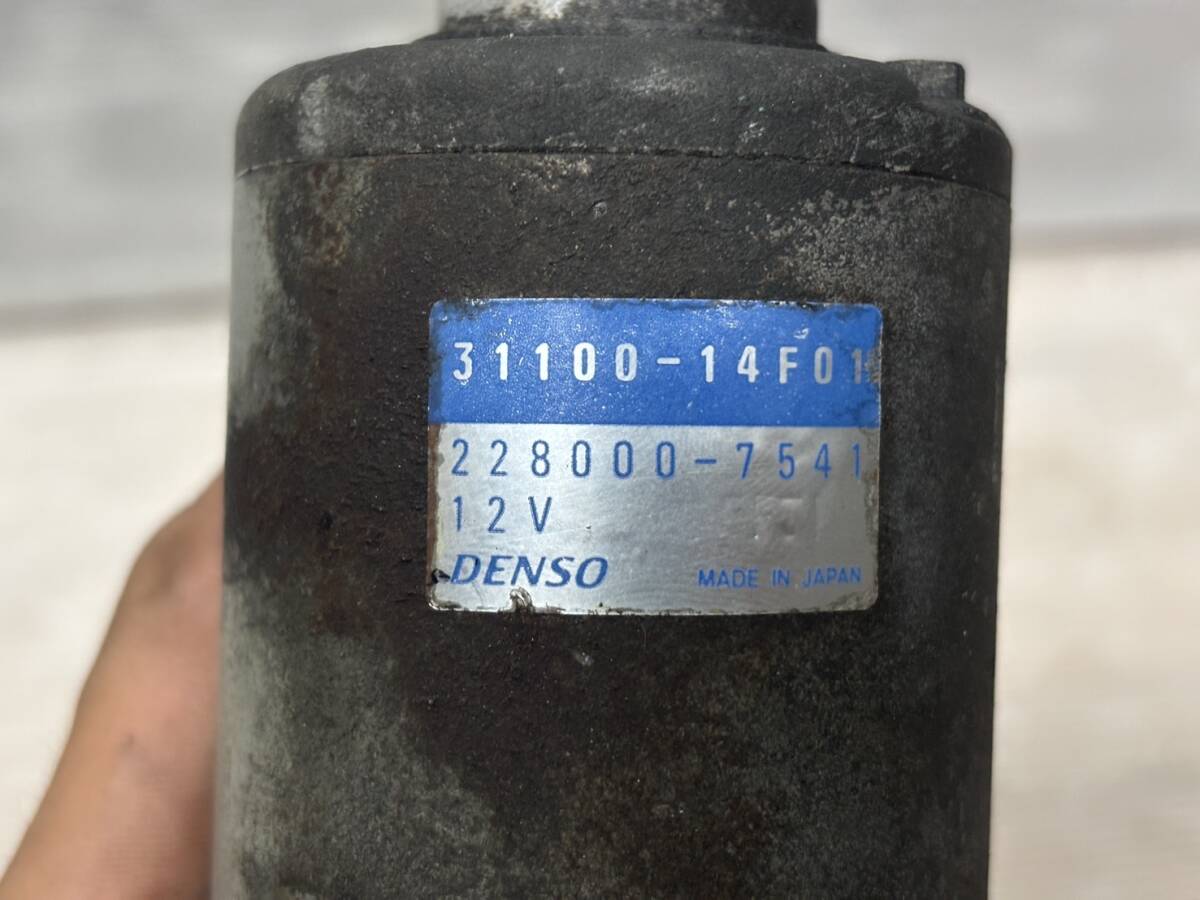 31100-14F01
228000-7541
12V
DENSO
MADE IN JAPAN